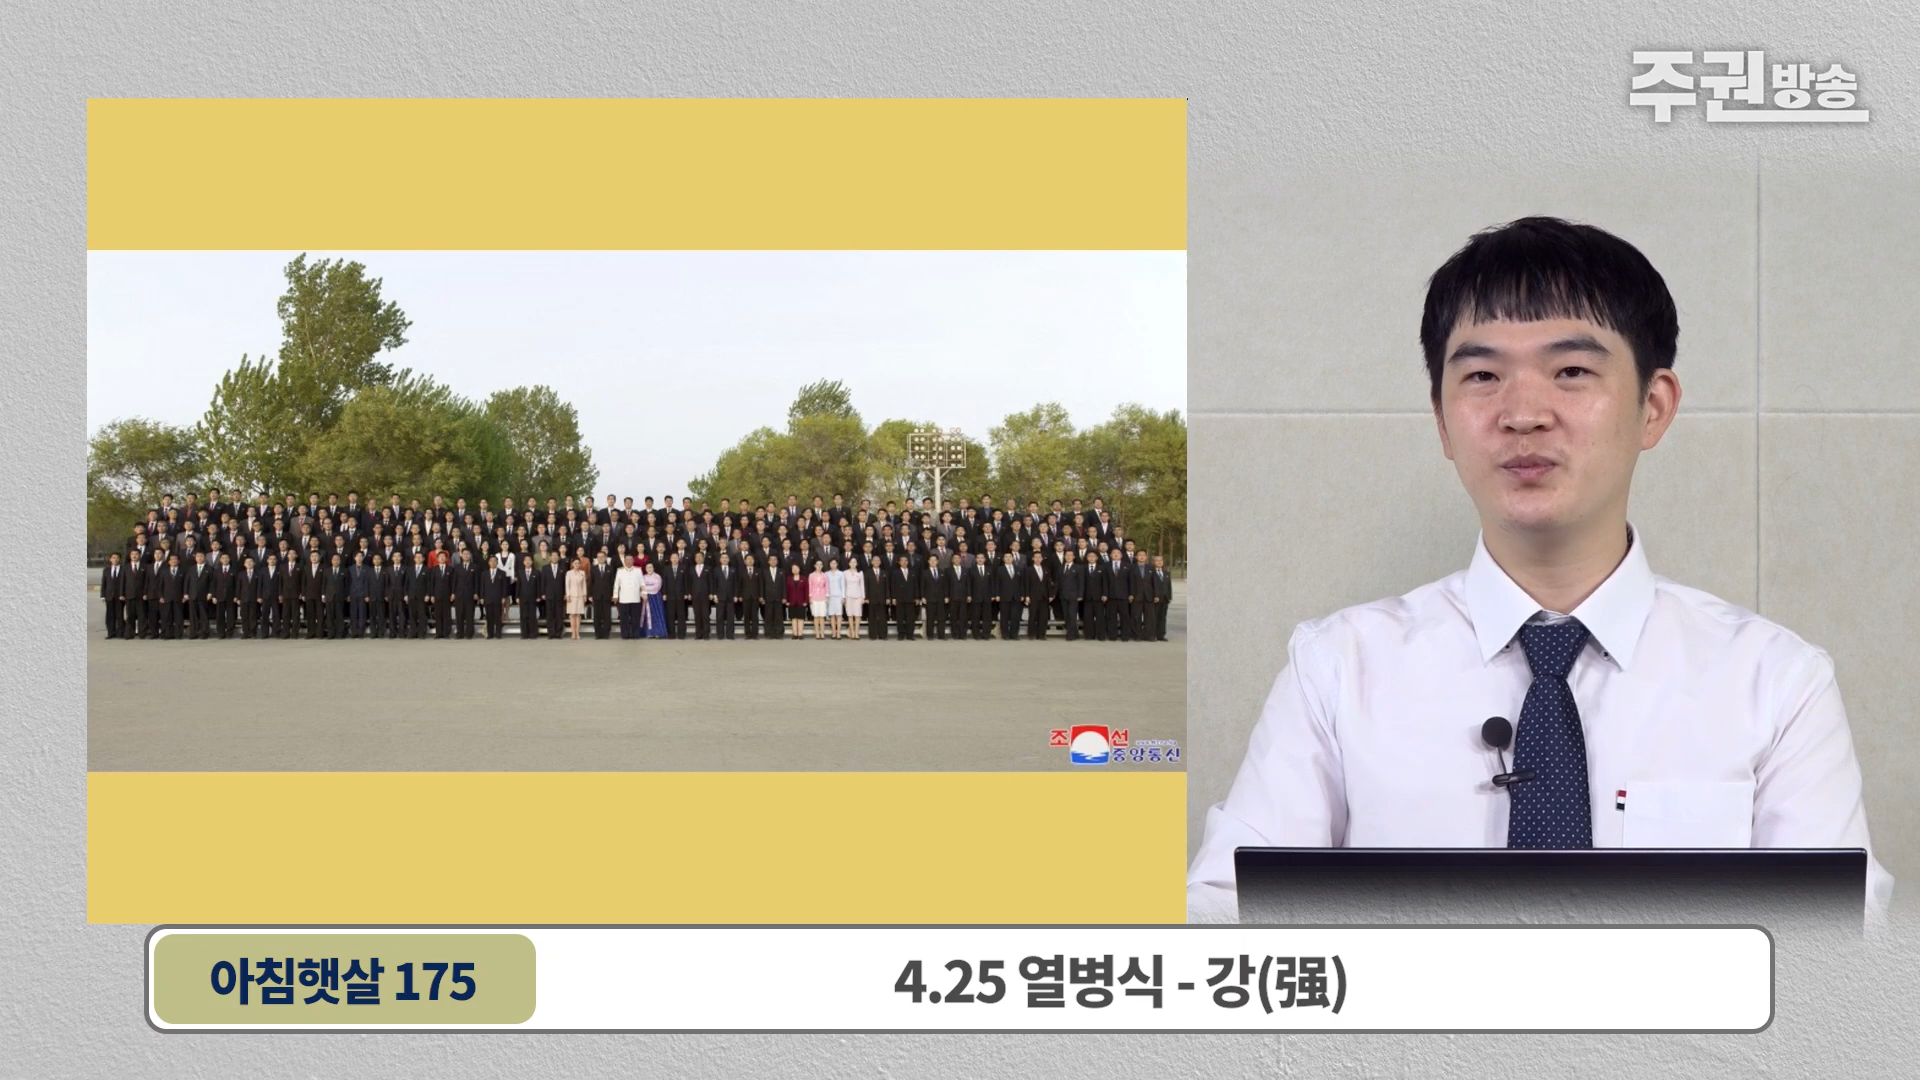 주권방송
조선
중앙통신
아침햇살 175
4.25 열병식 - 강(强)